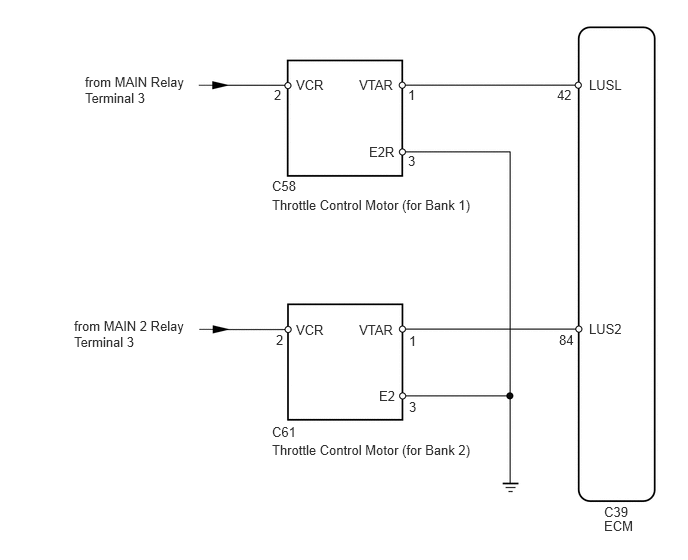 from MAIN Relay
Terminal 3
2
VCR
VTAR
1
42
LUSL
E2R
3
C58
Throttle Control Motor (for Bank 1)
from MAIN 2 Relay
Terminal 3
2
VCR
VTAR
1
84
LUS2
E2
3
C61
Throttle Control Motor (for Bank 2)
C39
ECM